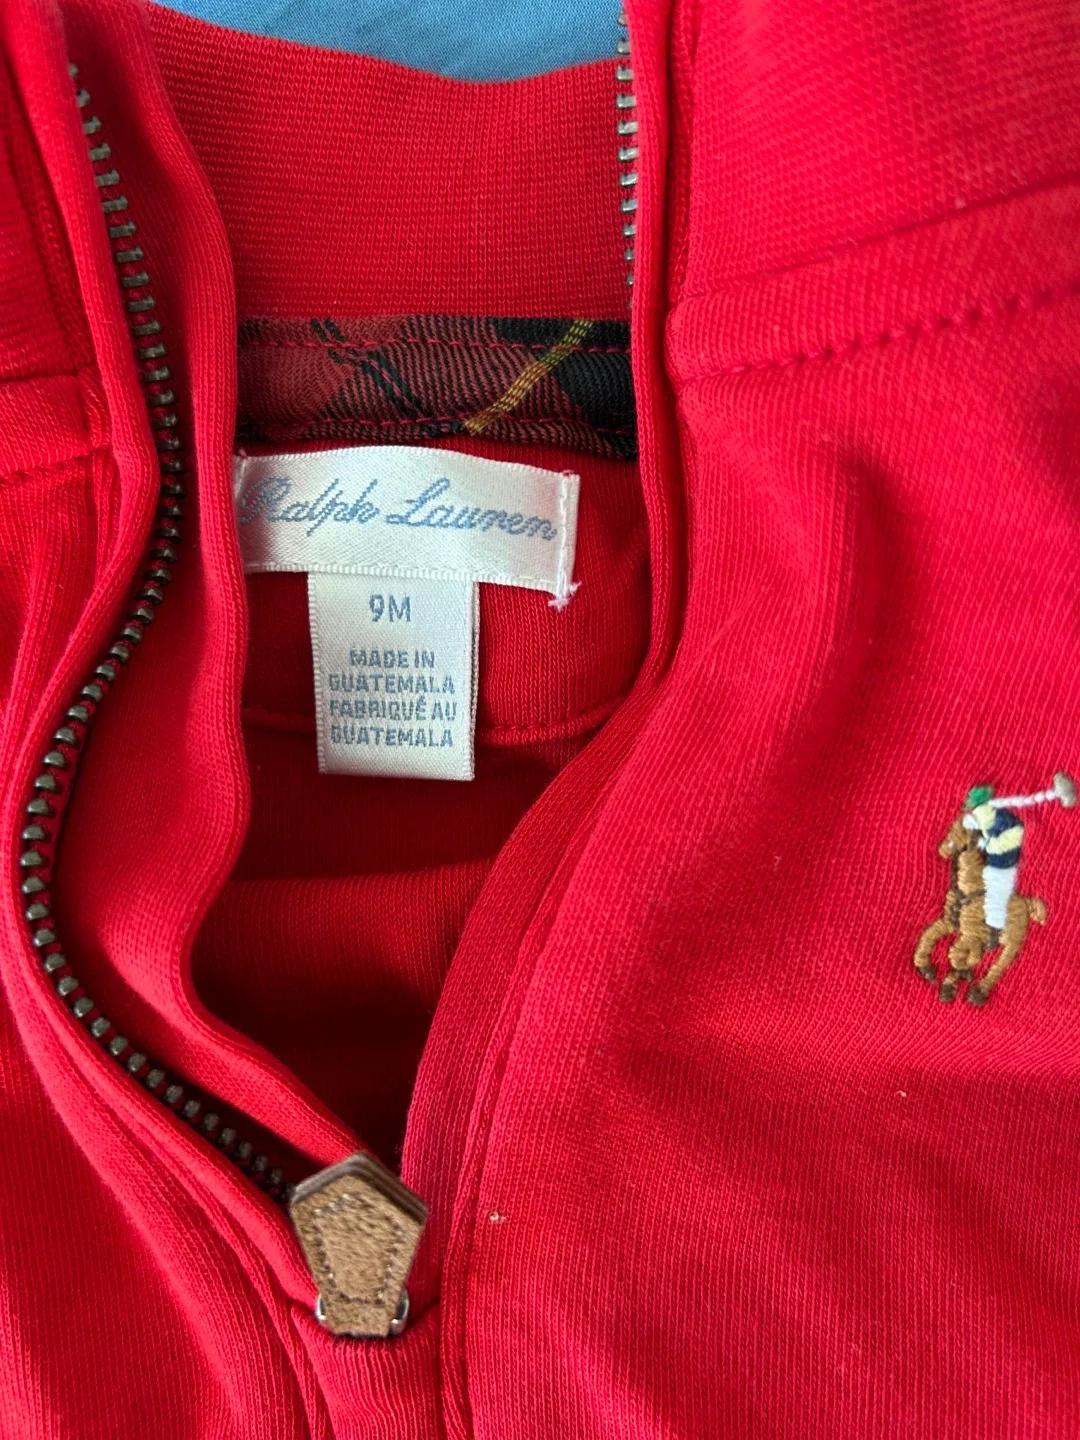 Ralph Lauren
9M
MADE IN
GUATEMALA
FABRIQUÉ AU
GUATEMALA